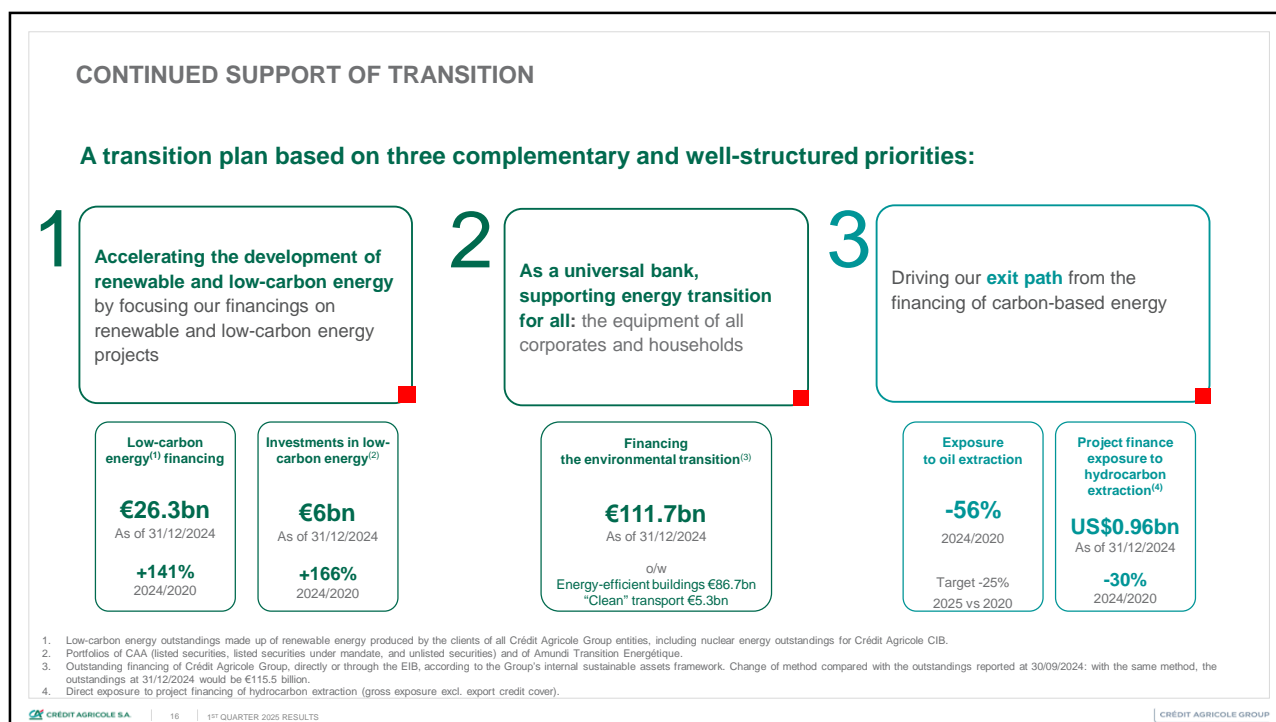 CONTINUED SUPPORT OF TRANSITION
A transition plan based on three complementary and well-structured priorities:
1
Accelerating the development of
renewable and low-carbon energy
by focusing our financings on
renewable and low-carbon energy
projects
2
As a universal bank,
supporting energy transition
for all: the equipment of all
corporates and households
3
Driving our exit path from the
financing of carbon-based energy
Low-carbon
energy(1) financing
€26.3bn
As of 31/12/2024
+141%
2024/2020
Investments in low-
carbon energy(2)
€6bn
As of 31/12/2024
+166%
2024/2020
Financing
the environmental transition(3)
€111.7bn
As of 31/12/2024
o/w
Energy-efficient buildings €86.7bn
“Clean” transport €5.3bn
Exposure
to oil extraction
-56%
2024/2020
Target -25%
2025 vs 2020
Project finance
exposure to
hydrocarbon
extraction(4)
US$0.96bn
As of 31/12/2024
-30%
2024/2020
1. Low-carbon energy outstandings made up of renewable energy produced by the clients of all Crédit Agricole Group entities, including nuclear energy outstandings for Crédit Agricole CIB.
2. Portfolios of CAA (listed securities, listed securities under mandate, and unlisted securities) and of Amundi Transition Energétique.
3. Outstanding financing of Crédit Agricole Group, directly or through the EIB, according to the Group's internal sustainable assets framework. Change of method compared with the outstandings reported at 30/09/2024: with the same method, the
outstandings at 31/12/2024 would be €115.5 billion.
4. Direct exposure to project financing of hydrocarbon extraction (gross exposure excl. export credit cover).
CRÉDIT AGRICOLE S.A. 16 1ST QUARTER 2025 RESULTS CRÉDIT AGRICOLE GROUP